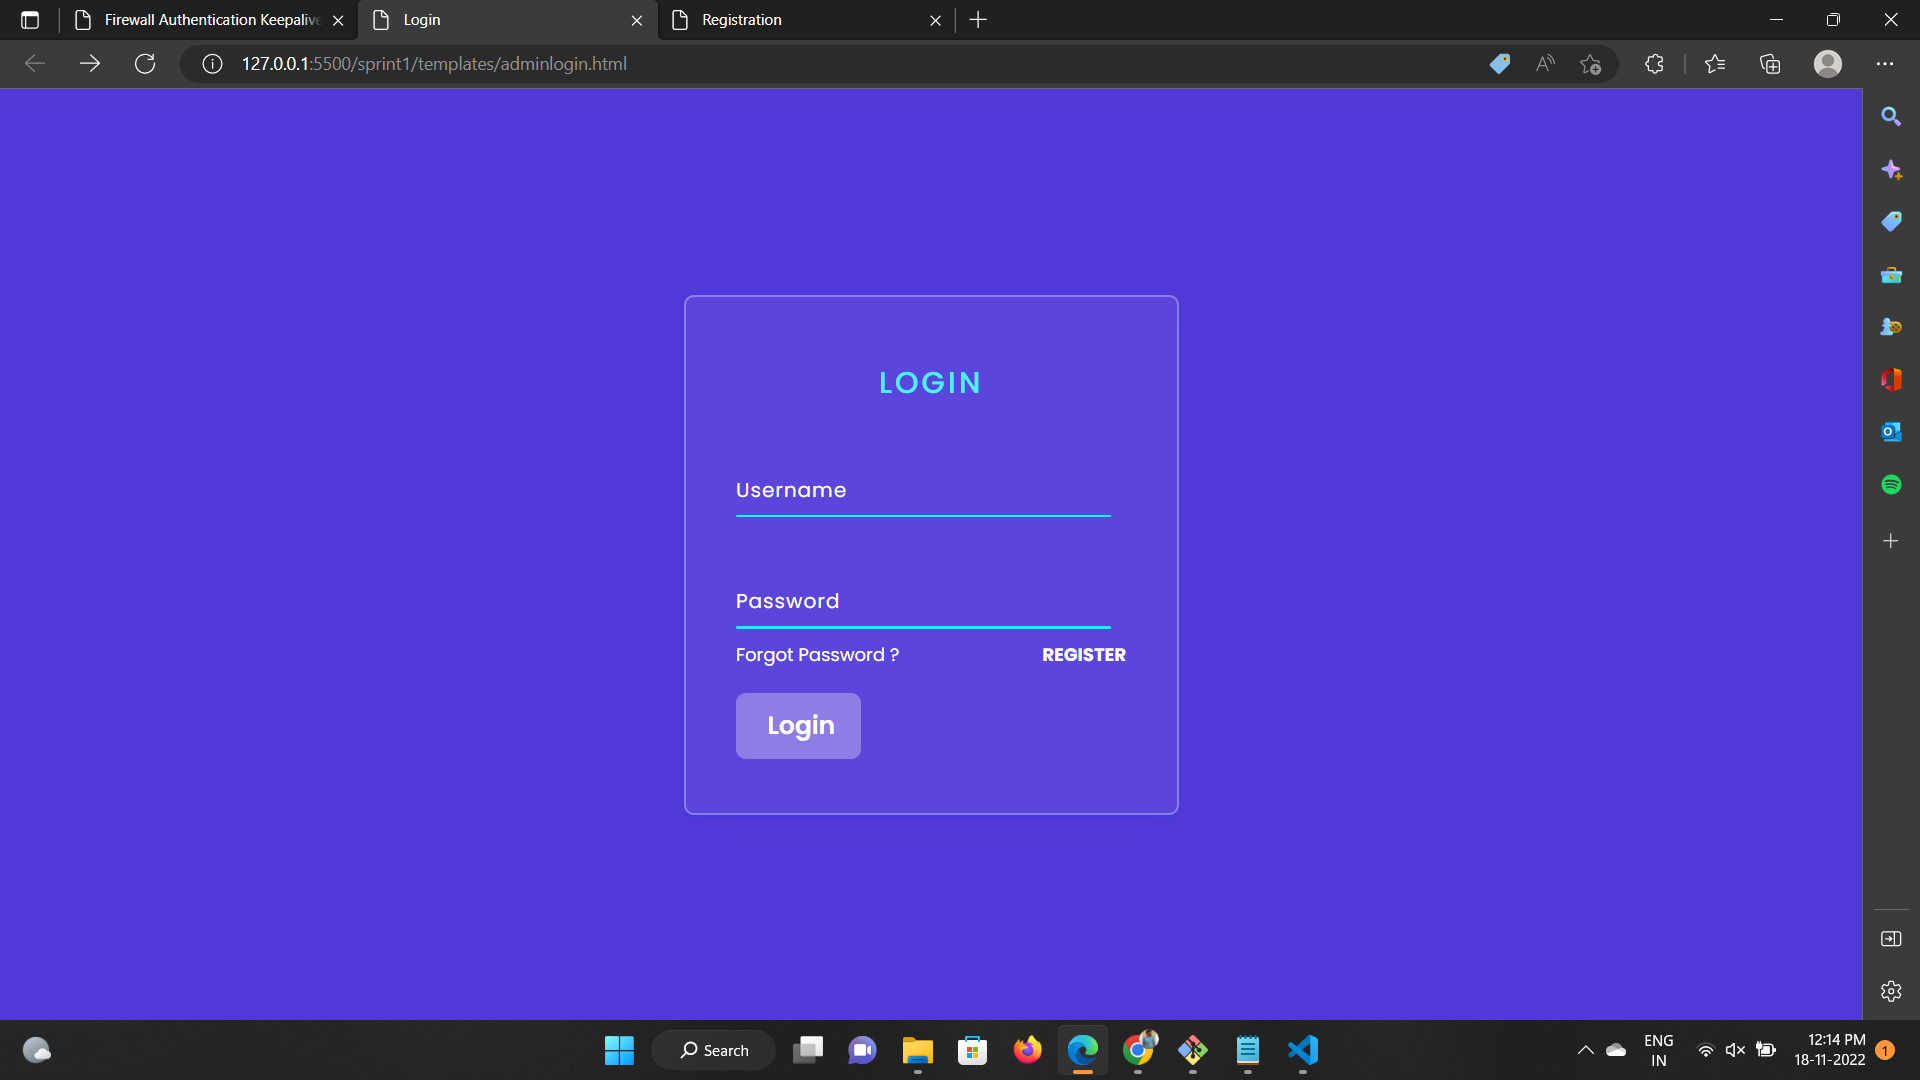 Firewall Authentication Keepalive
Login
Registration
127.0.0.1:5500/sprint1/templates/adminlogin.html
LOGIN
Username
Password
Forgot Password ?
REGISTER
Login
Search
ENG
IN
12:14 PM
18-11-2022
1